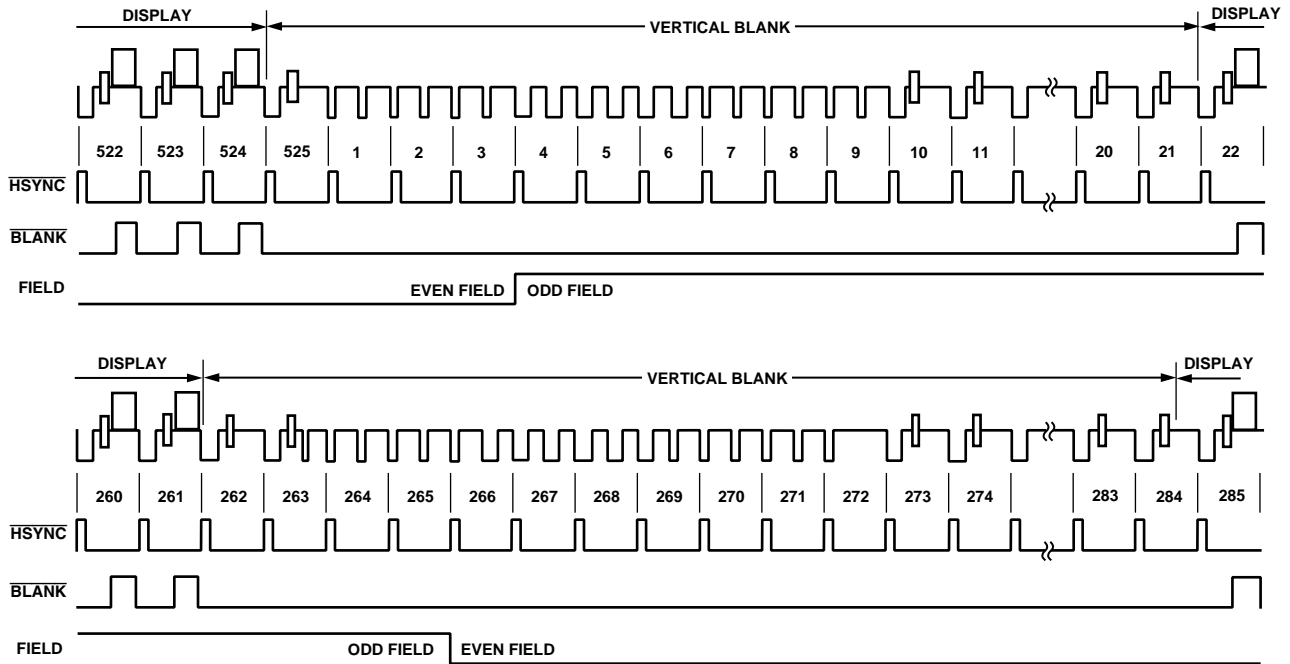 DISPLAY VERTICAL BLANK DISPLAY
522 523 524 525 1 2 3 4 5 6 7 8 9 10 11 20 21 22
HSYNC
BLANK
FIELD EVEN FIELD ODD FIELD
DISPLAY VERTICAL BLANK DISPLAY
260 261 262 263 264 265 266 267 268 269 270 271 272 273 274 283 284 285
HSYNC
BLANK
FIELD ODD FIELD EVEN FIELD